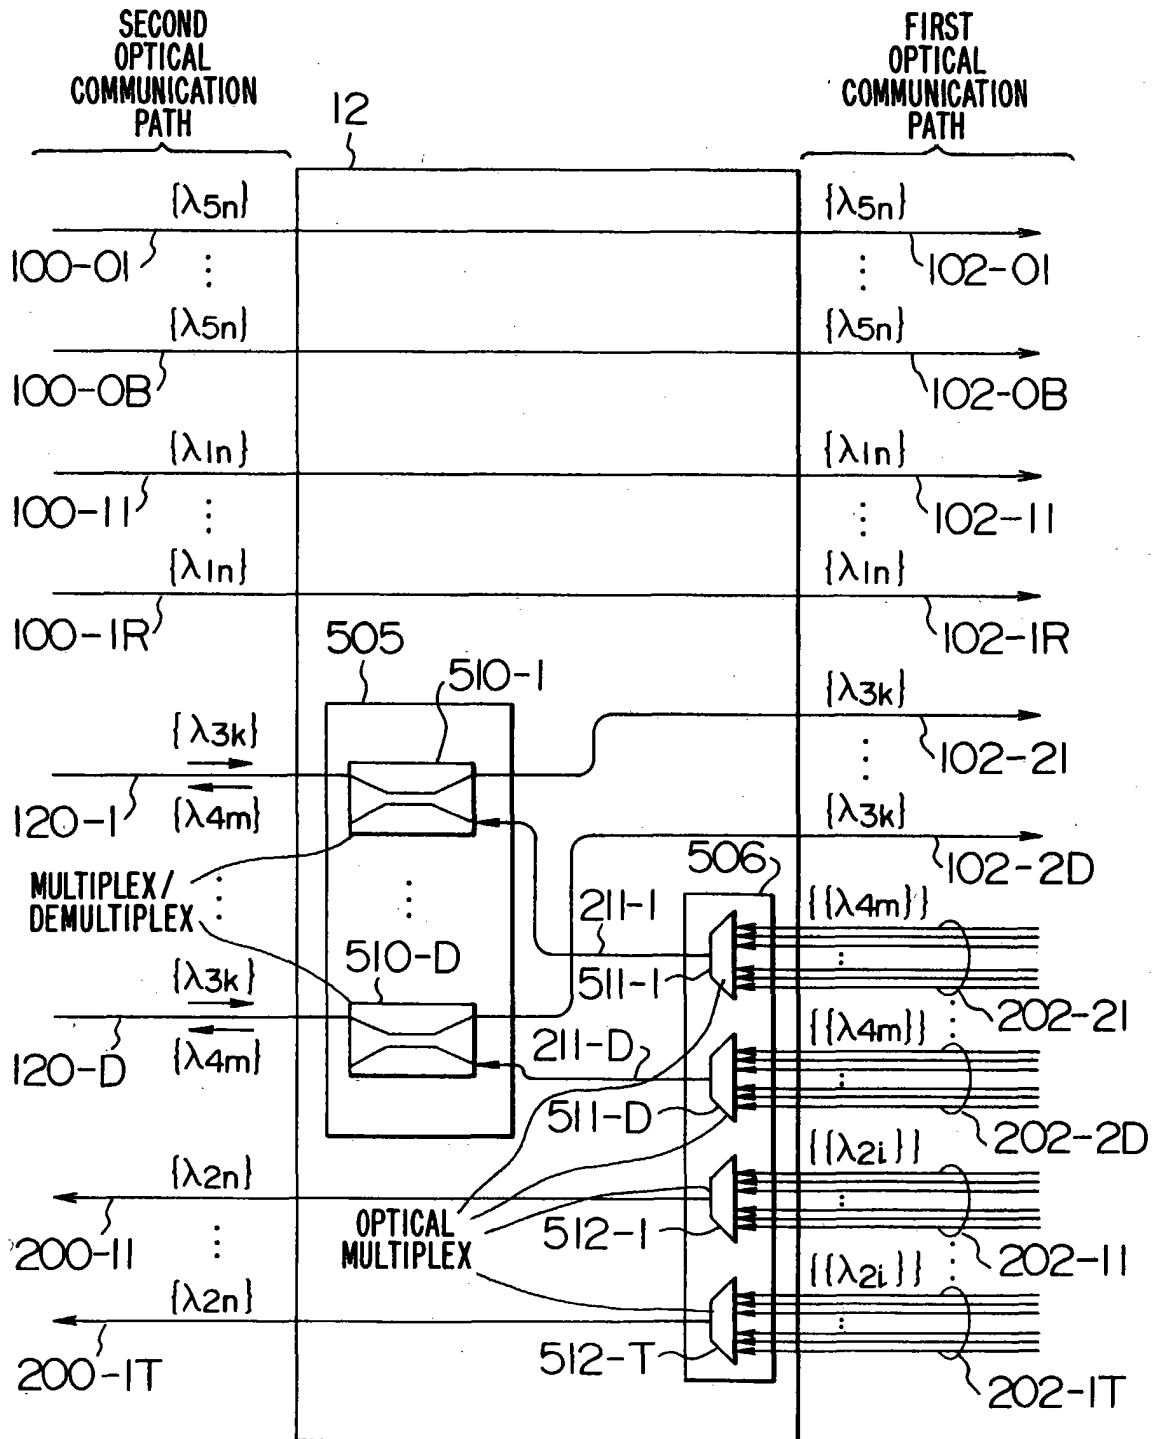 SECOND
OPTICAL
COMMUNICATION
PATH
FIRST
OPTICAL
COMMUNICATION
PATH
12
{λ5n}
{λ5n}
100-01
102-01
{λ5n}
{λ5n}
100-0B
102-0B
{λ1n}
{λ1n}
100-11
102-11
{λ1n}
{λ1n}
100-1R
102-1R
505
510-1
{λ3k}
{λ3k}
102-21
120-1
{λ4m}
{λ3k}
102-2D
506
MULTIPLEX/
DEMULTIPLEX
211-1
{{λ4m}}
510-D
511-1
{λ3k}
202-21
{{λ4m}}
120-D
{λ4m}
211-D
511-D
202-2D
{λ2n}
{{λ2i}}
200-11
OPTICAL
MULTIPLEX
512-1
202-11
{λ2n}
{{λ2i}}
200-1T
512-T
202-1T